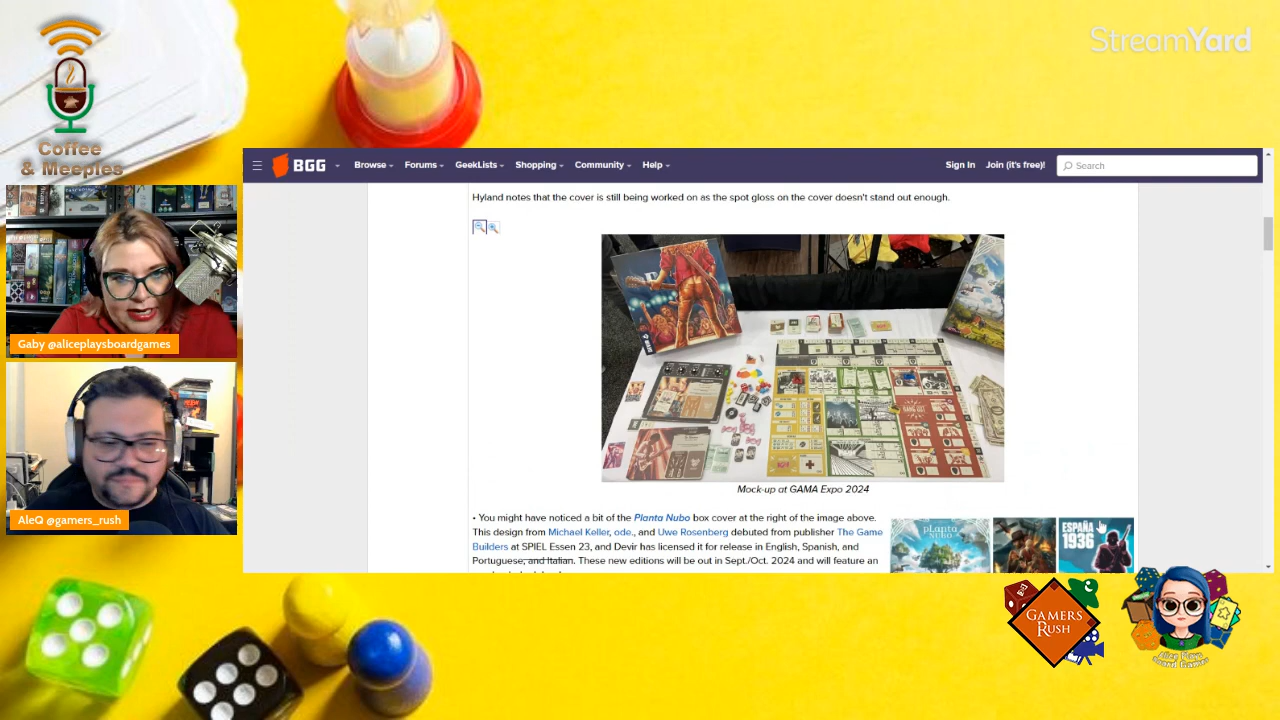 StreamYard
Coffee
& Meeples
BGG Browse Forums GeekLists Shopping Community Help Sign In Join (it's free!) Search
Hyland notes that the cover is still being worked on as the spot gloss on the cover doesn't stand out enough.
Gaby @aliceplaysboardgames
AleQ @gamers_rush
Mock-up at GAMA Expo 2024
• You might have noticed a bit of the Planta Nubo box cover at the right of the image above.
This design from Michael Keller, ode., and Uwe Rosenberg debuted from publisher The Game
Builders at SPIEL Essen 23, and Devir has licensed it for release in English, Spanish, and
Portuguese, and Italian. These new editions will be out in Sept./Oct. 2024 and will feature an
planta
NUBO
ESPAÑA
1936
GAMERS
RUSH
Alice Plays
Board Games